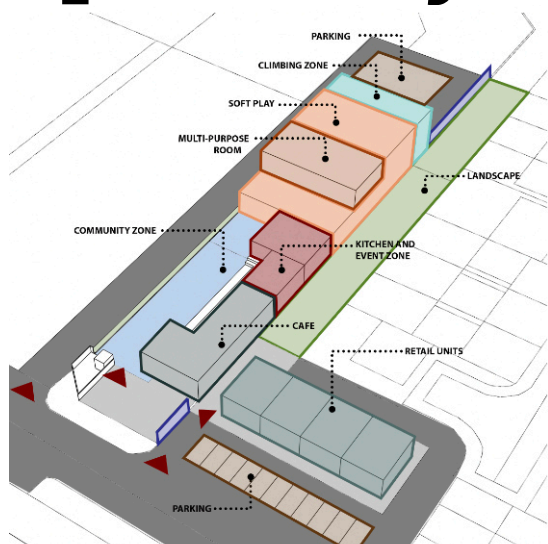 PARKING
CLIMBING ZONE
SOFT PLAY
MULTI-PURPOSE
ROOM
LANDSCAPE
COMMUNITY ZONE
KITCHEN AND
EVENT ZONE
CAFE
RETAIL UNITS
PARKING